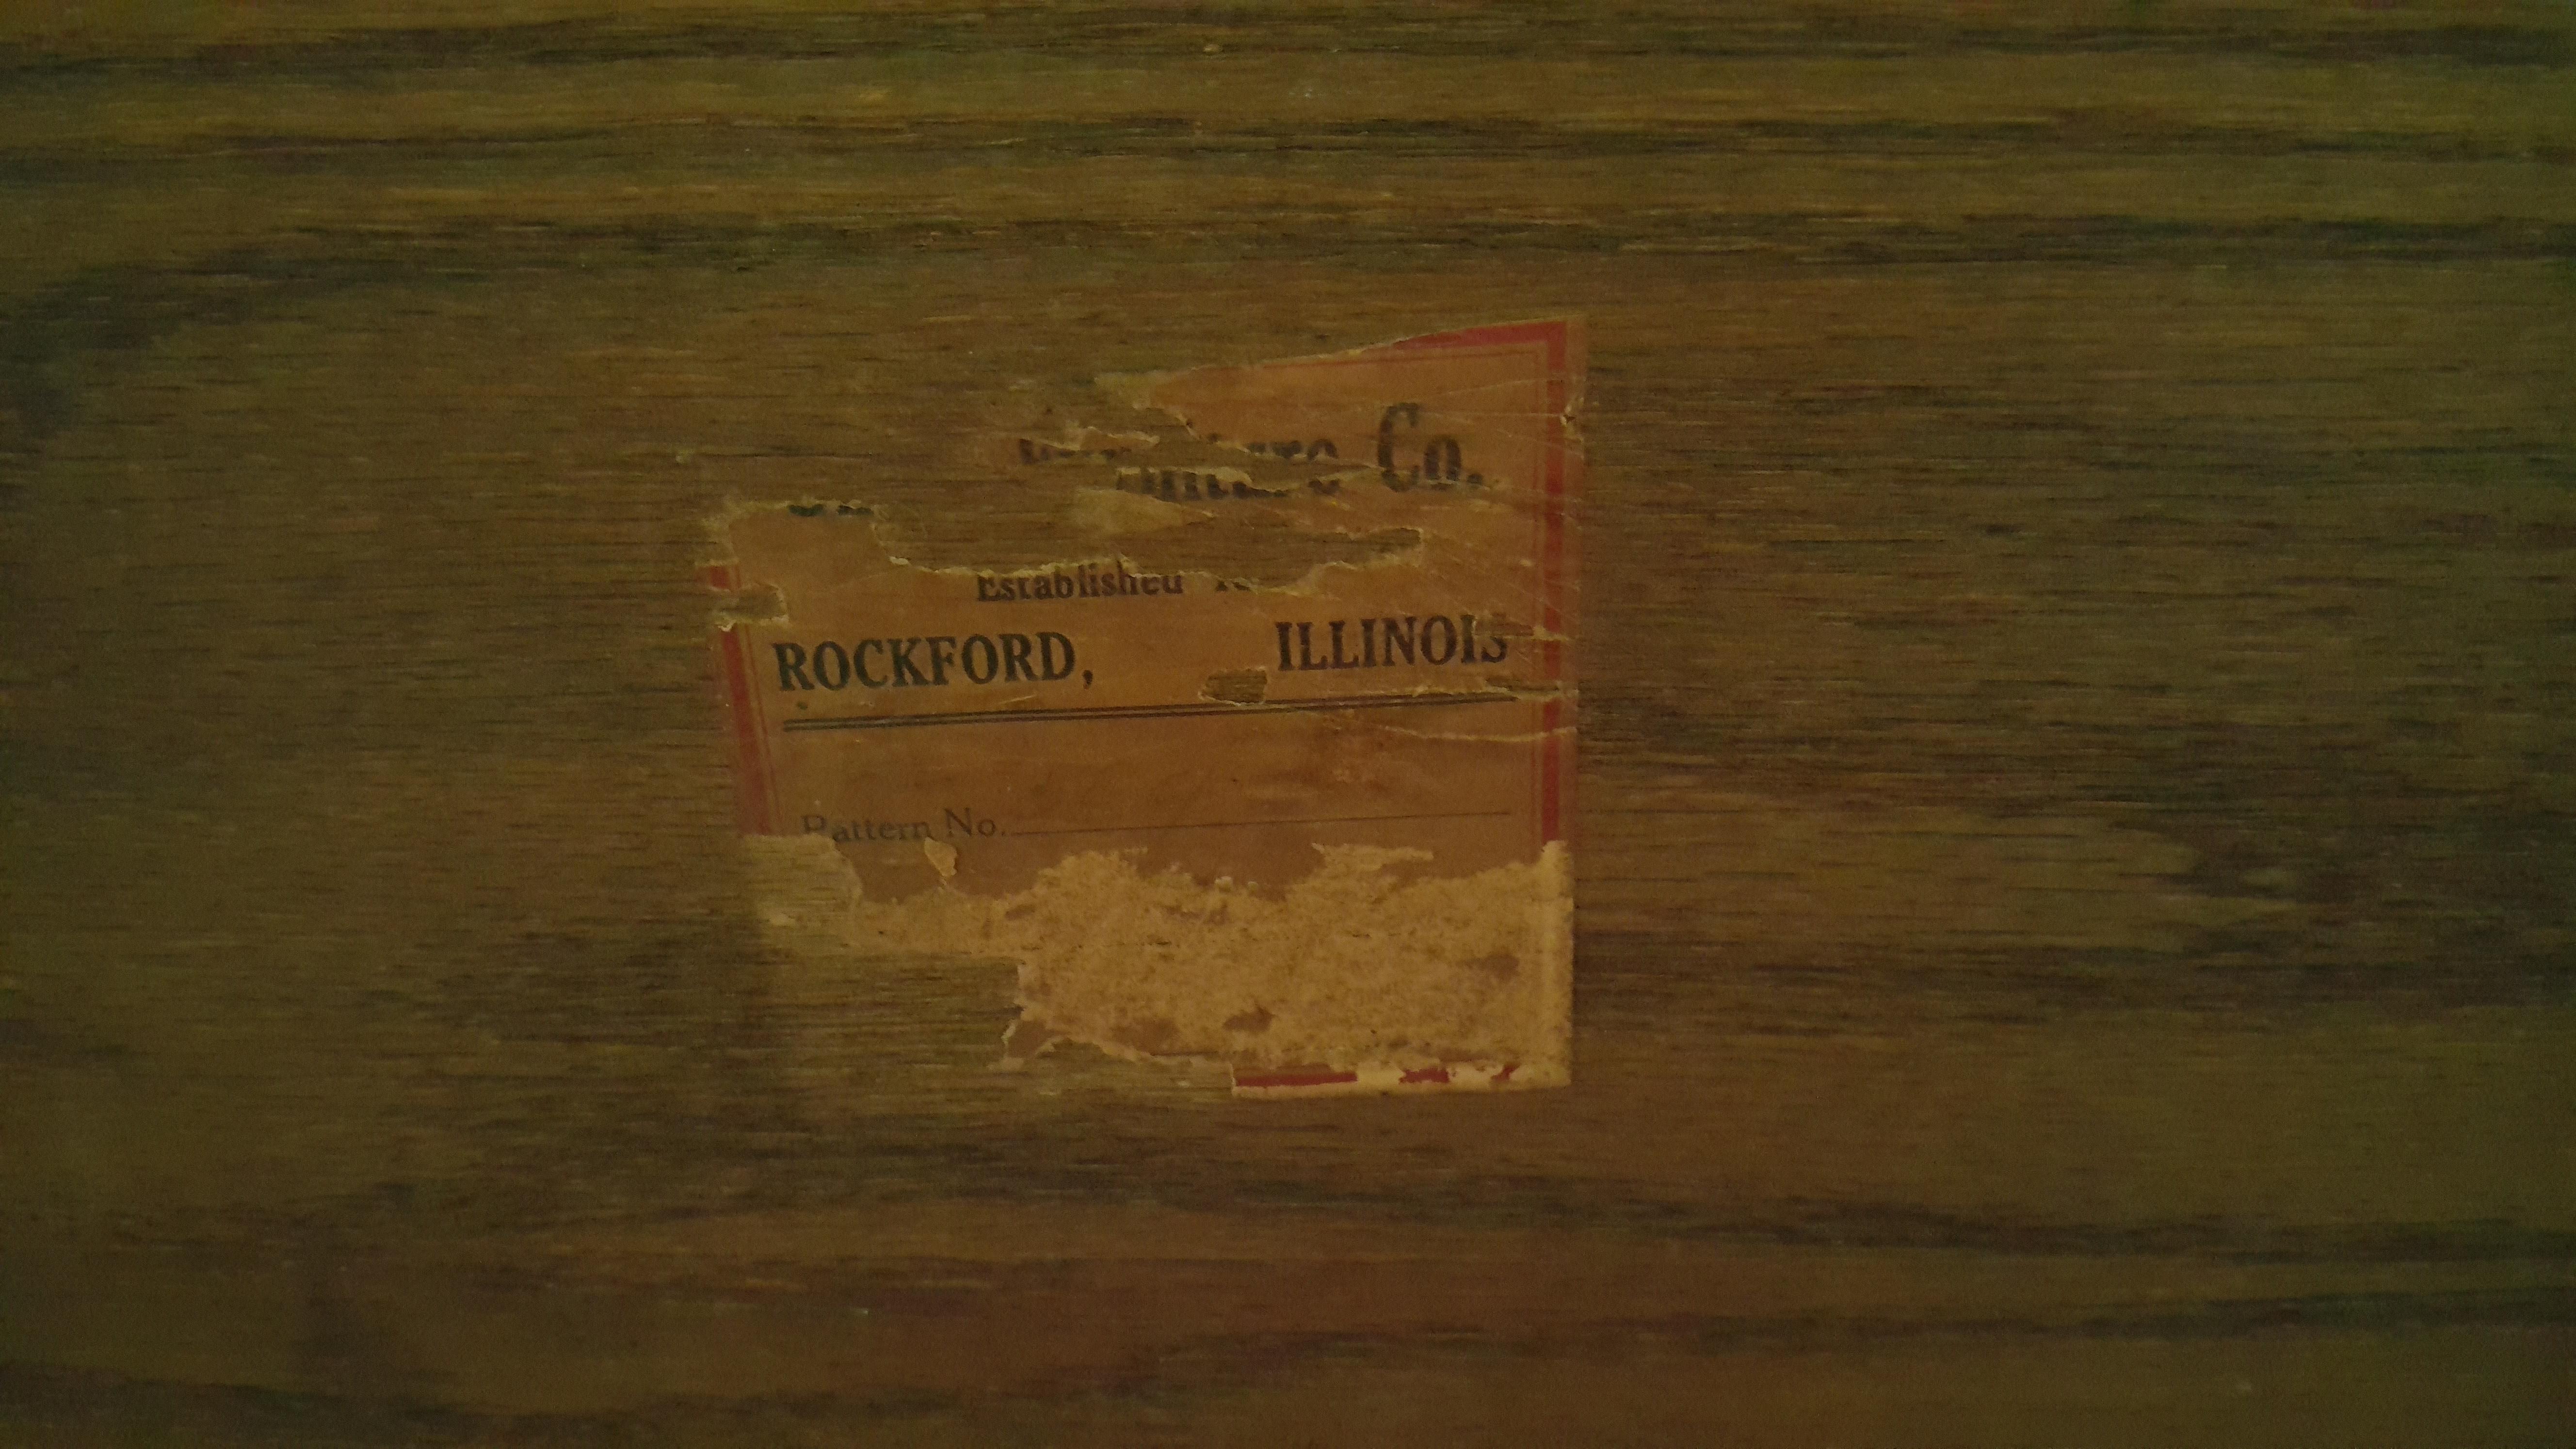 Co.
Established
ROCKFORD, ILLINOIS
Pattern No.